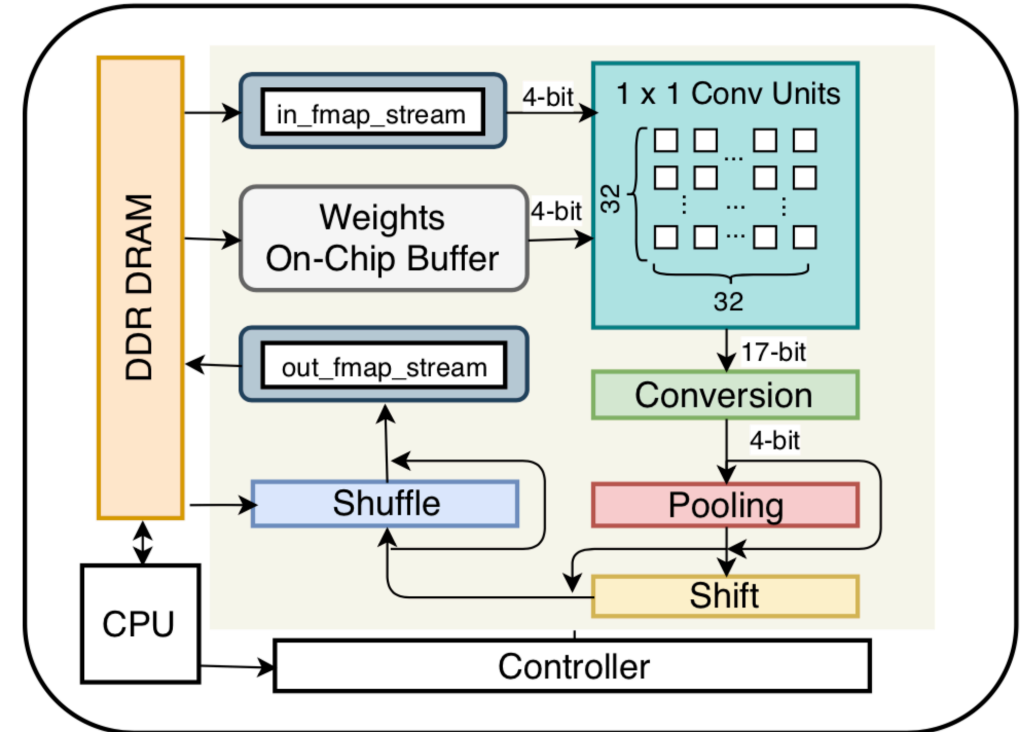 DDR DRAM
in_fmap_stream
4-bit
1 x 1 Conv Units
...
32
...
...
...
...
32
Weights
On-Chip Buffer
4-bit
out_fmap_stream
17-bit
Conversion
4-bit
Shuffle
Pooling
Shift
CPU
Controller